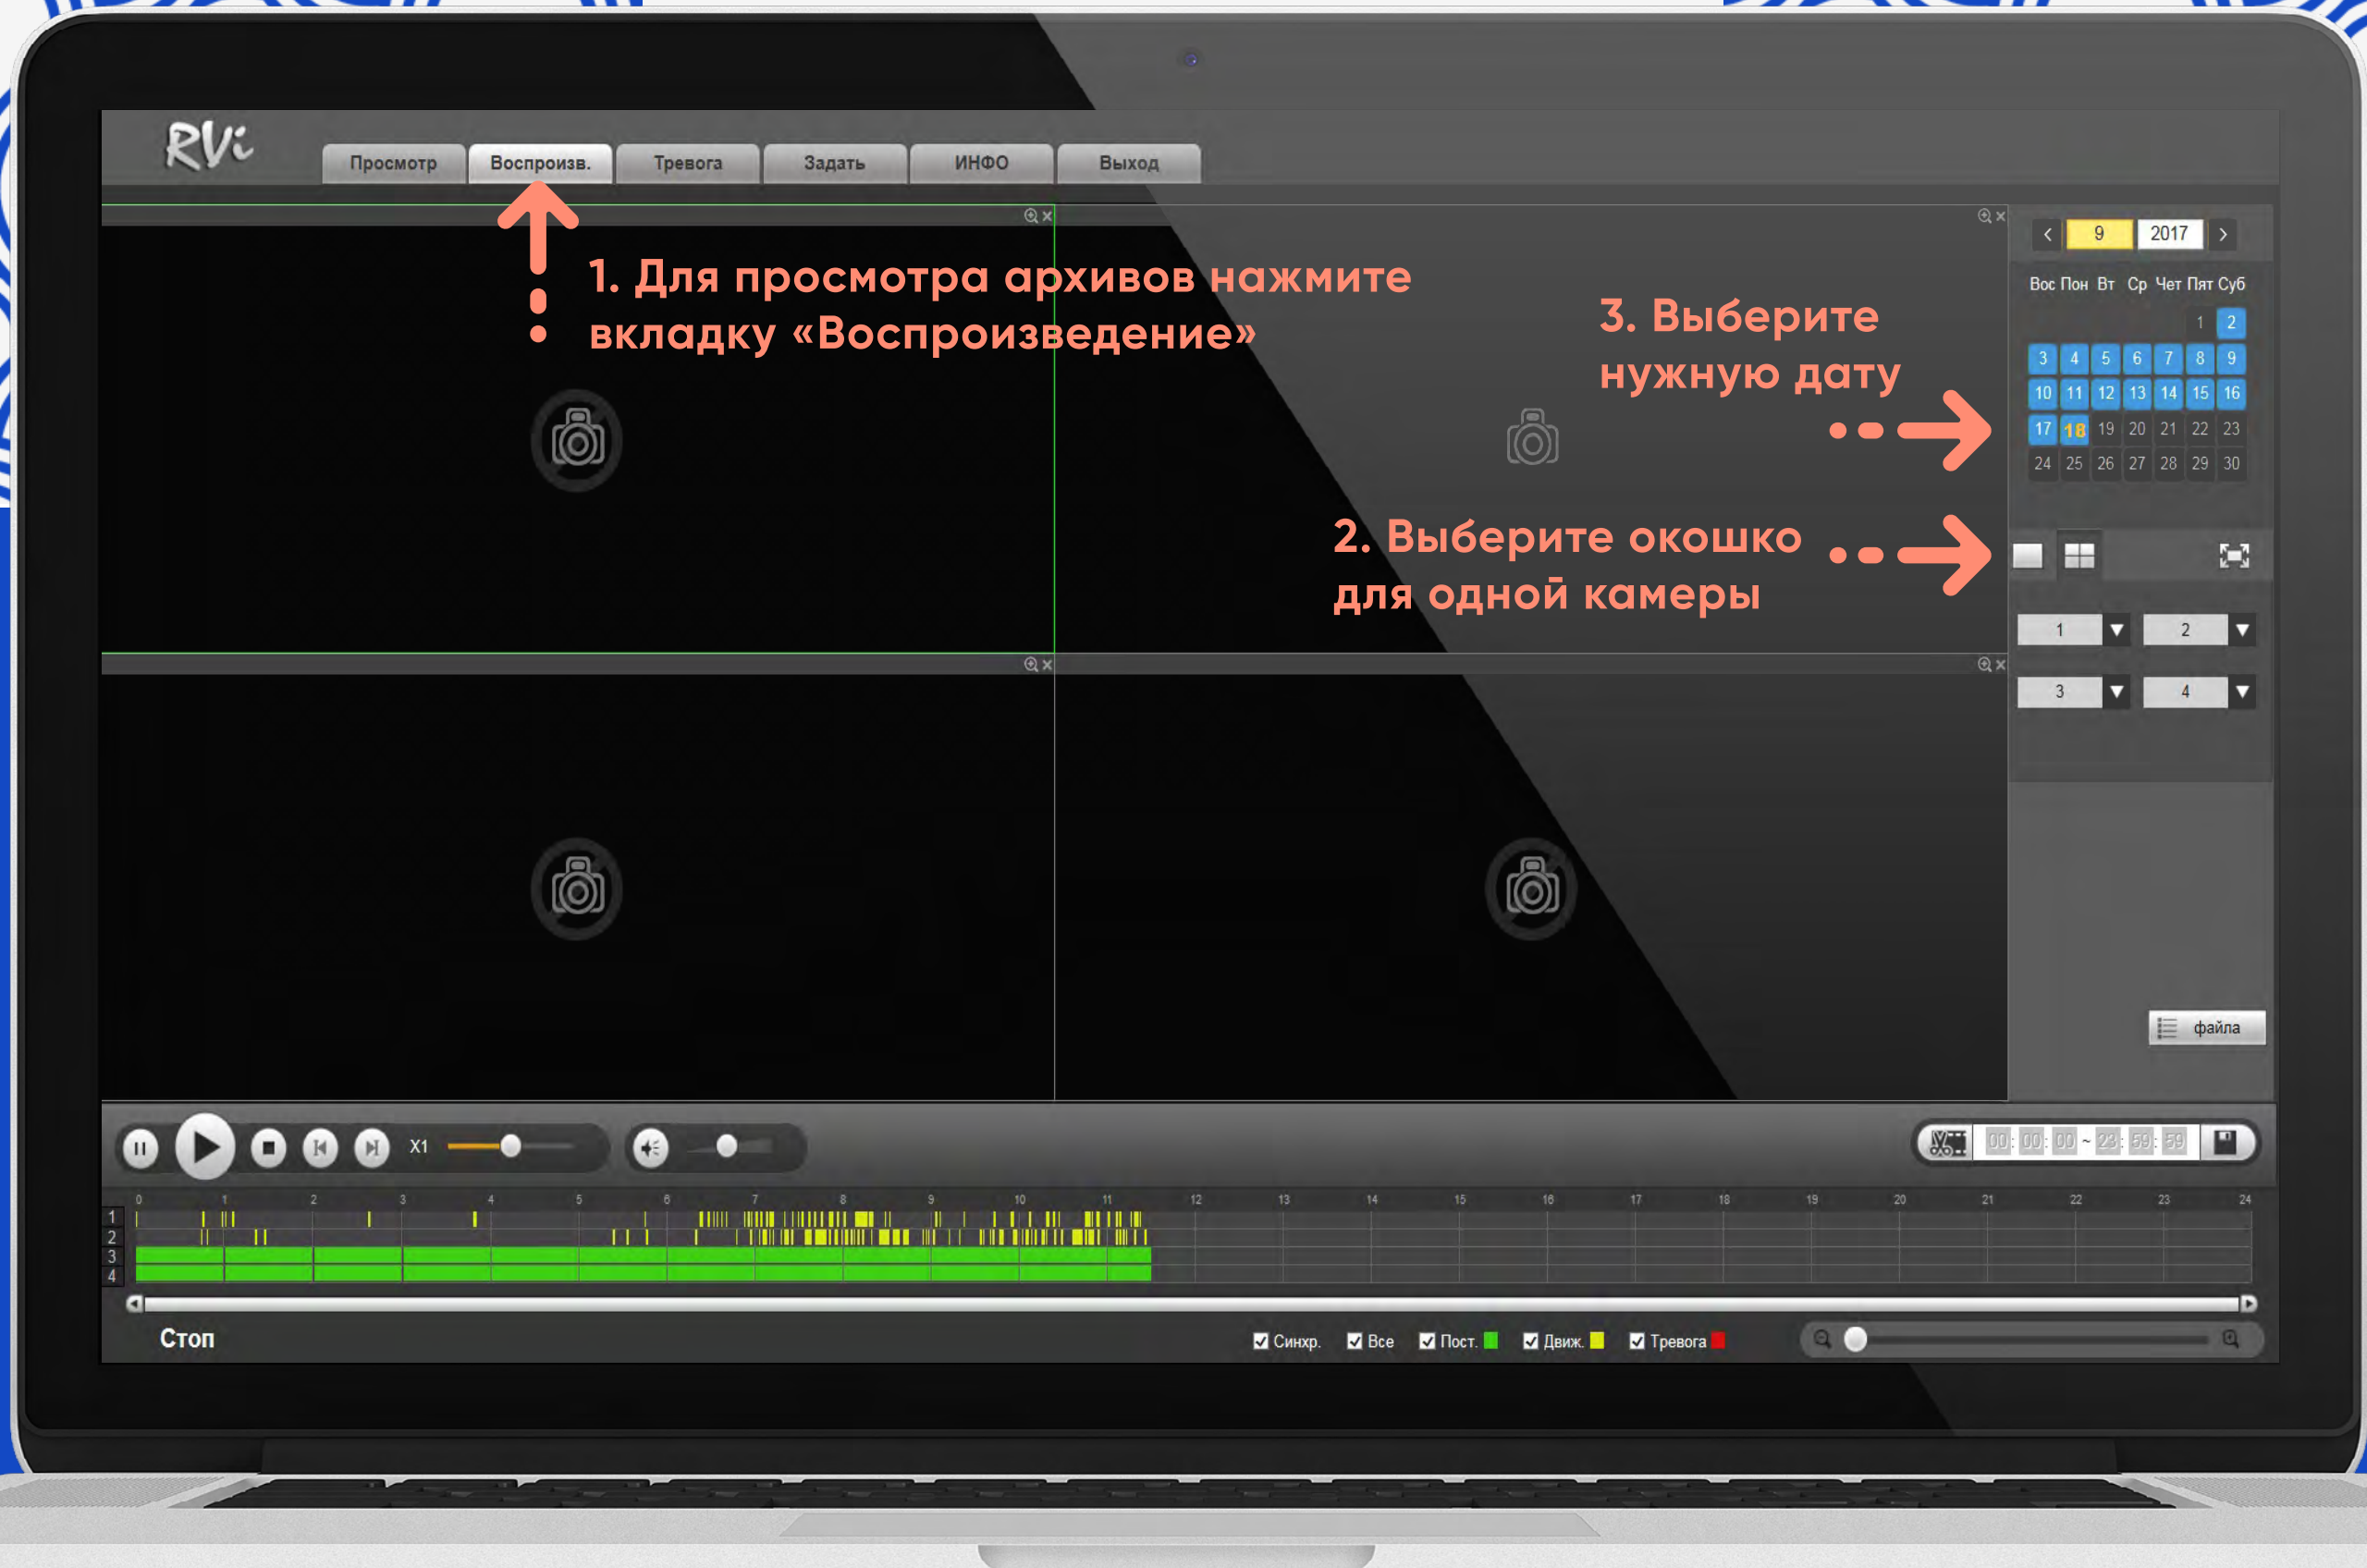 RVi
Просмотр Воспроизв. Тревога Задать ИНФО Выход
1. Для просмотра архивов нажмите
вкладку «Воспроизведение»
3. Выберите
нужную дату
2. Выберите окошко
для одной камеры
9 2017
Вос Пон Вт Ср Чет Пят Суб
1 2
3 4 5 6 7 8 9
10 11 12 13 14 15 16
17 18 19 20 21 22 23
24 25 26 27 28 29 30
1 2
3 4
файла
X1
00: 00: 00 ~ 23: 59: 59
0 1 2 3 4 5 6 7 8 9 10 11 12 13 14 15 16 17 18 19 20 21 22 23 24
1
2
3
4
Стоп
Синхр. Все Пост. Движ. Тревога